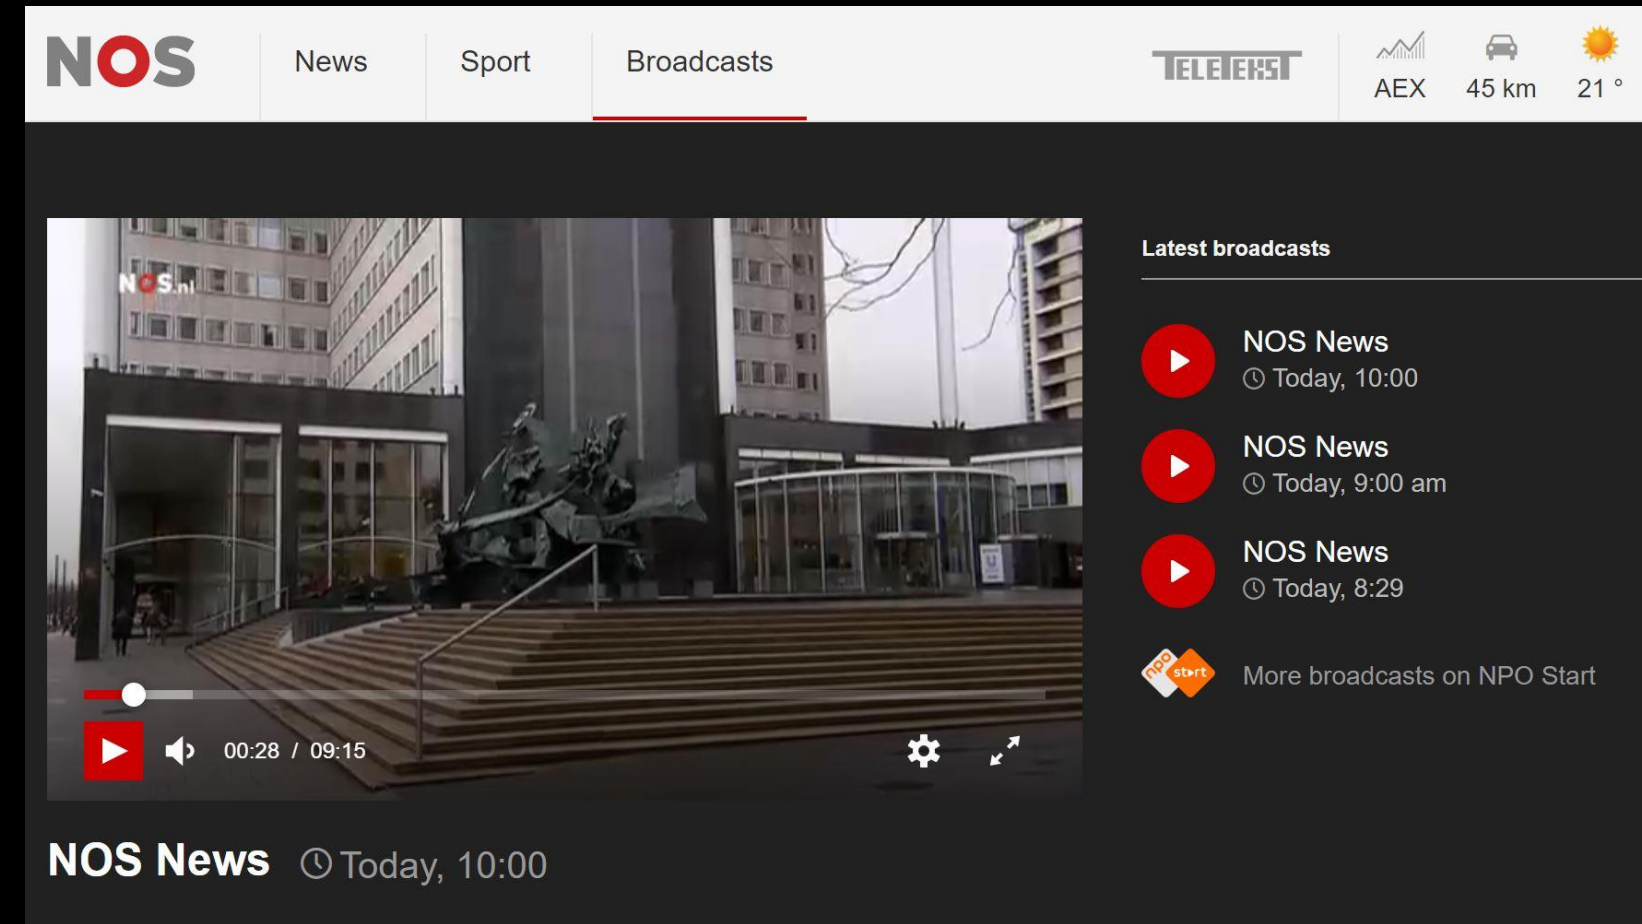 NOS
News
Sport
Broadcasts
TELETEKST
AEX
45 km
21 °
NOS.nl
00:28 / 09:15
Latest broadcasts
NOS News
Today, 10:00
NOS News
Today, 9:00 am
NOS News
Today, 8:29
npo start
More broadcasts on NPO Start
NOS News Today, 10:00